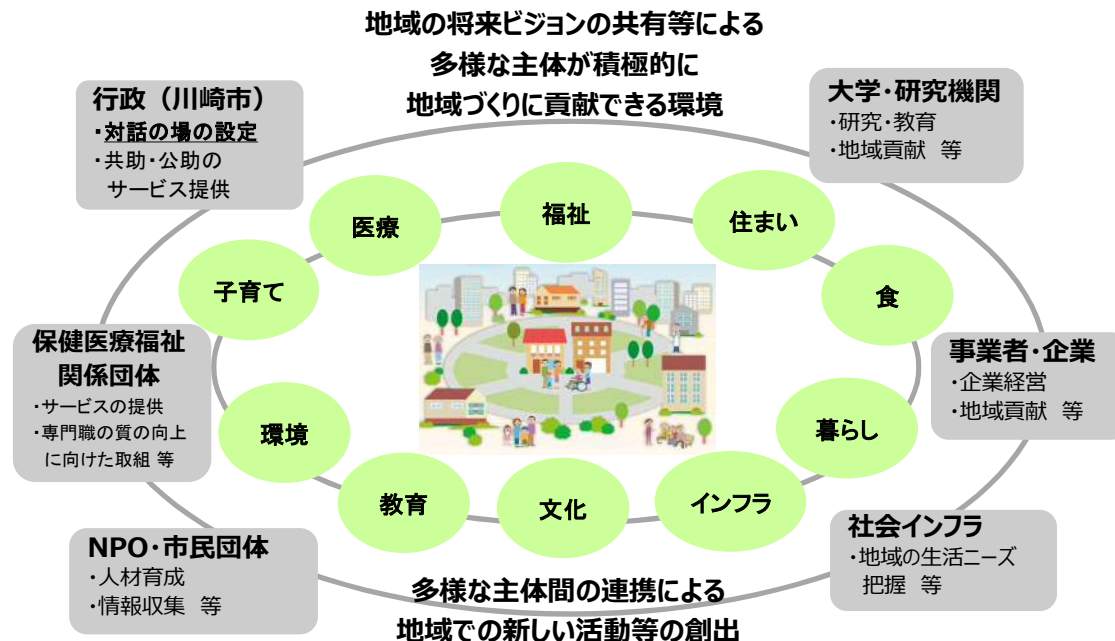 地域の将来ビジョンの共有等による
多様な主体が積極的に
地域づくりに貢献できる環境
行政（川崎市）
・対話の場の設定
・共助・公助の
サービス提供
大学・研究機関
・研究・教育
・地域貢献 等
医療
福祉
住まい
子育て
食
保健医療福祉
関係団体
・サービスの提供
・専門職の質の向上
に向けた取組 等
事業者・企業
・企業経営
・地域貢献 等
環境
暮らし
教育
文化
インフラ
NPO・市民団体
・人材育成
・情報収集 等
社会インフラ
・地域の生活ニーズ
把握 等
多様な主体間の連携による
地域での新しい活動等の創出